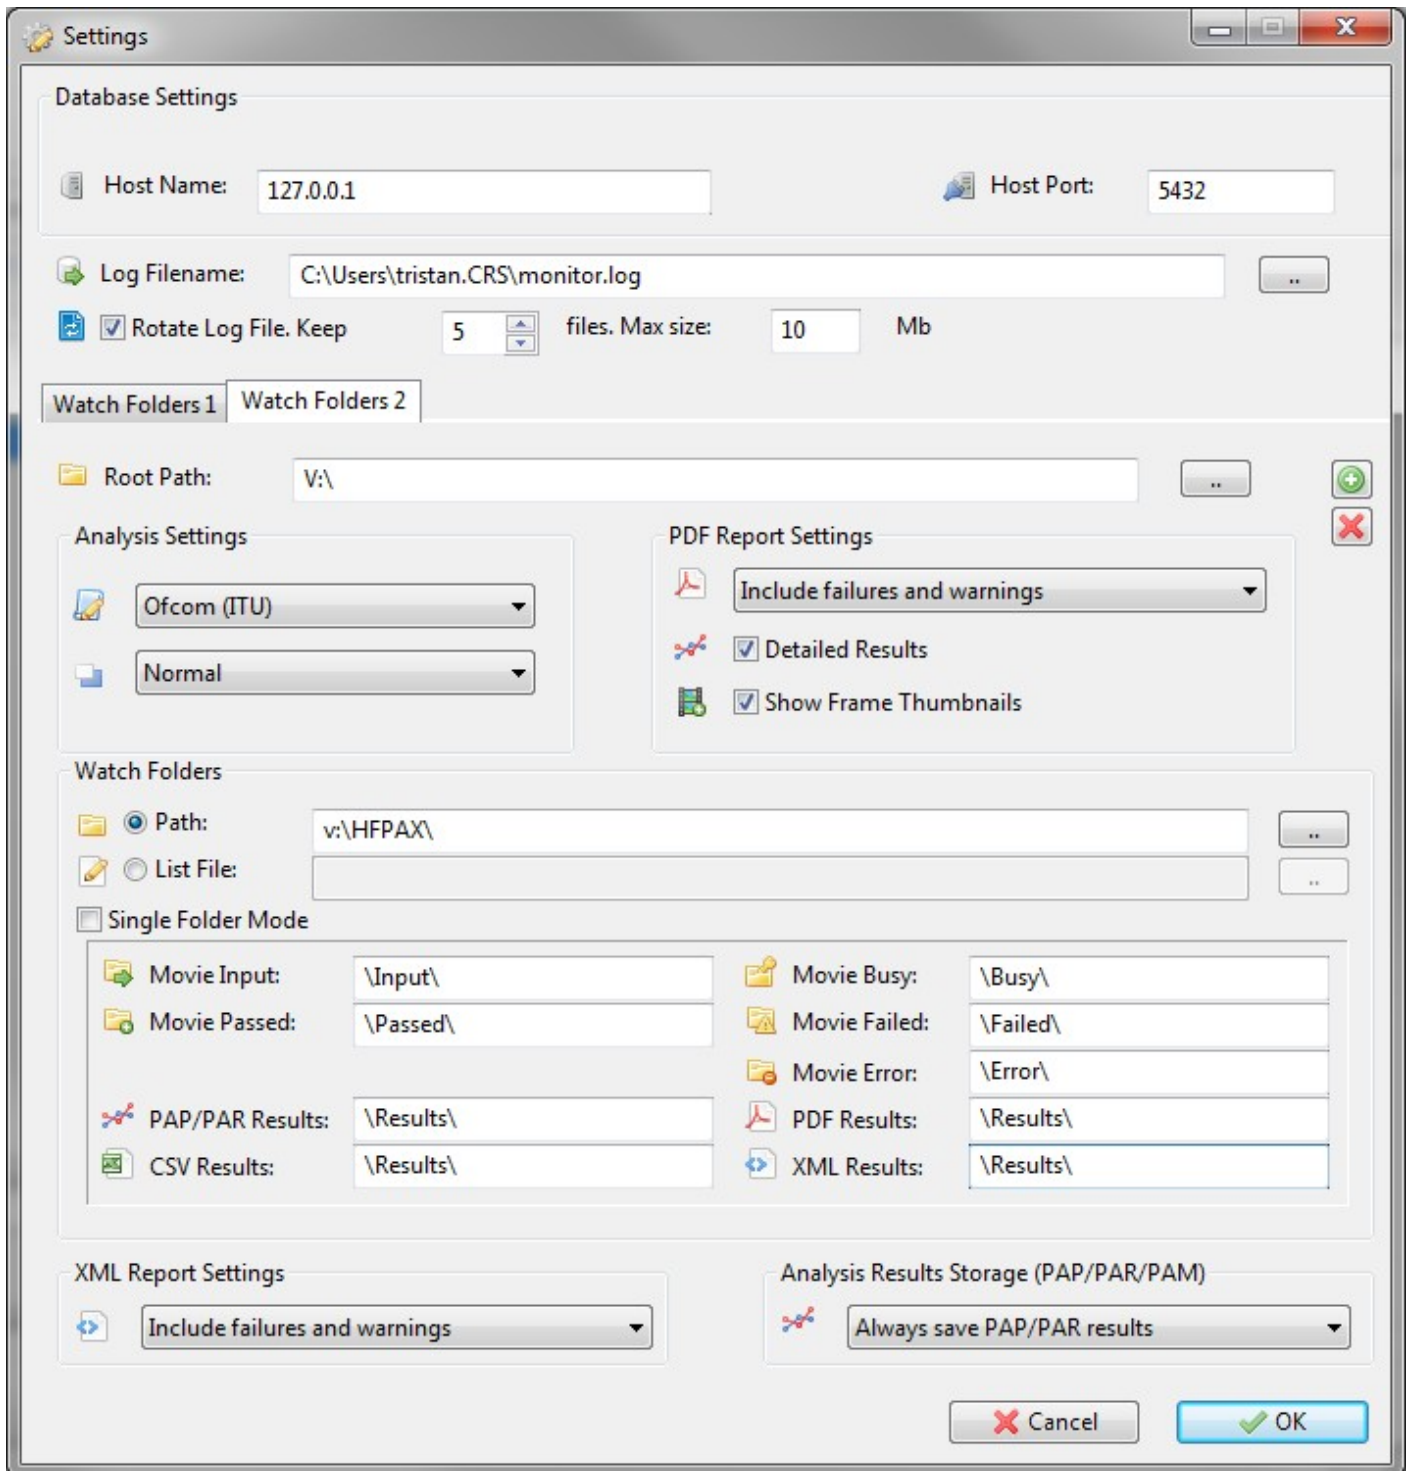 Settings
Database Settings
Host Name: 127.0.0.1 Host Port: 5432
Log Filename: C:\Users\tristan.CRS\monitor.log ..
Rotate Log File. Keep 5 files. Max size: 10 Mb
Watch Folders 1 Watch Folders 2
Root Path: V:\ ..
Analysis Settings PDF Report Settings
Ofcom (ITU) Include failures and warnings
Normal Detailed Results
Show Frame Thumbnails
Watch Folders
Path: v:\HFPAX\ ..
List File: ..
Single Folder Mode
Movie Input: \Input\ Movie Busy: \Busy\
Movie Passed: \Passed\ Movie Failed: \Failed\
Movie Error: \Error\
PAP/PAR Results: \Results\ PDF Results: \Results\
CSV Results: \Results\ XML Results: \Results\
XML Report Settings Analysis Results Storage (PAP/PAR/PAM)
Include failures and warnings Always save PAP/PAR results
Cancel OK